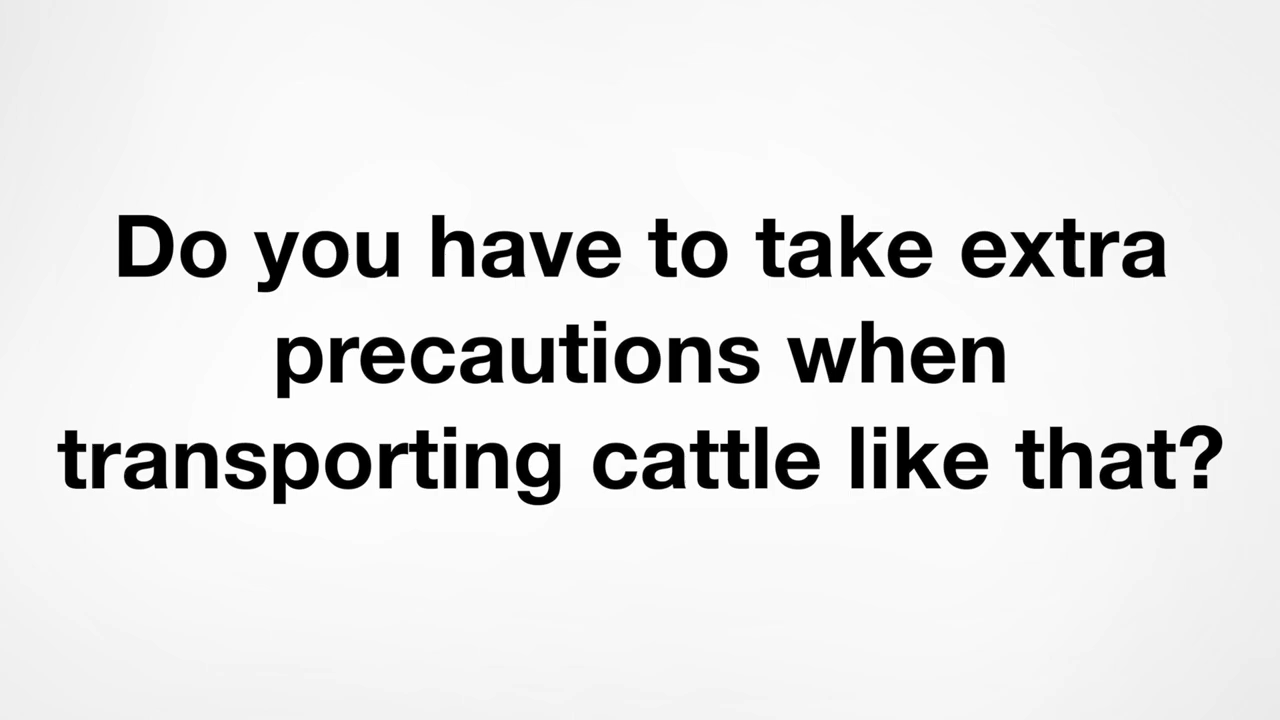 Do you have to take extra
precautions when
transporting cattle like that?